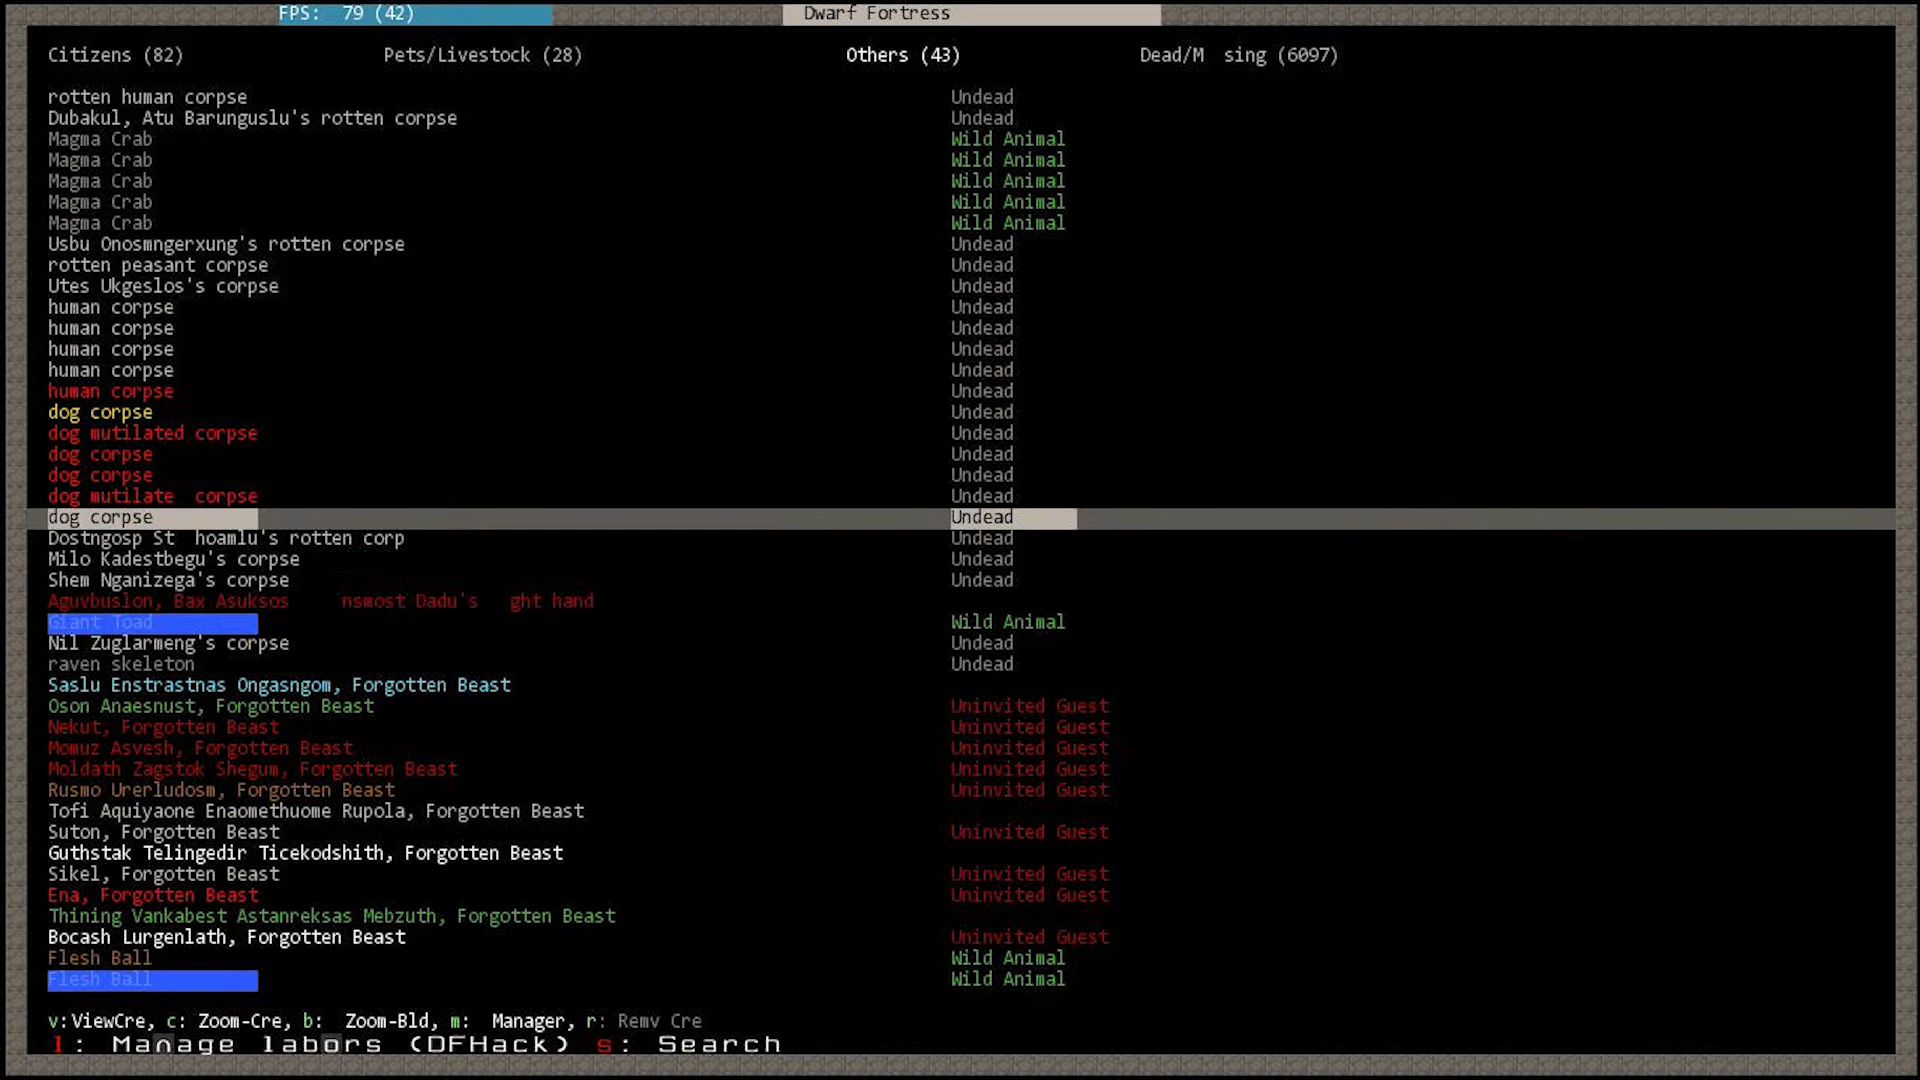 FPS: 79 (42) Dwarf Fortress
Citizens (82) Pets/Livestock (28) Others (43) Dead/M sing (6097)
rotten human corpse Undead
Dubakul, Atu Barunguslu's rotten corpse Undead
Magma Crab Wild Animal
Magma Crab Wild Animal
Magma Crab Wild Animal
Magma Crab Wild Animal
Magma Crab Wild Animal
Usbu Onosmngerxung's rotten corpse Undead
rotten peasant corpse Undead
Utes Ukgeslos's corpse Undead
human corpse Undead
human corpse Undead
human corpse Undead
human corpse Undead
human corpse Undead
dog corpse Undead
dog mutilated corpse Undead
dog corpse Undead
dog corpse Undead
dog mutilate corpse Undead
dog corpse Undead
Dostngosp St hoamlu's rotten corp Undead
Milo Kadestbegu's corpse Undead
Shem Nganizega's corpse Undead
Aguvbuslon, Bax Asuksos nsmost Dadu's ght hand
Giant Toad Wild Animal
Nil Zuglarmeng's corpse Undead
raven skeleton Undead
Saslu Enstrastnas Ongasngom, Forgotten Beast
Oson Anaesnust, Forgotten Beast Uninvited Guest
Nekut, Forgotten Beast Uninvited Guest
Momuz Asvesh, Forgotten Beast Uninvited Guest
Moldath Zagstok Shegum, Forgotten Beast Uninvited Guest
Rusmo Urerludosm, Forgotten Beast Uninvited Guest
Tofi Aquiyaone Enaomethuome Rupola, Forgotten Beast
Suton, Forgotten Beast Uninvited Guest
Guthstak Telingedir Ticekodshith, Forgotten Beast
Sikel, Forgotten Beast Uninvited Guest
Ena, Forgotten Beast Uninvited Guest
Thining Vankabest Astanreksas Mebzuth, Forgotten Beast
Bocash Lurgenlath, Forgotten Beast Uninvited Guest
Flesh Ball Wild Animal
Flesh Ball Wild Animal
v:ViewCre, c: Zoom-Cre, b: Zoom-Bld, m: Manager, r: Remv Cre
l: Manage labors (DFHack) s: Search